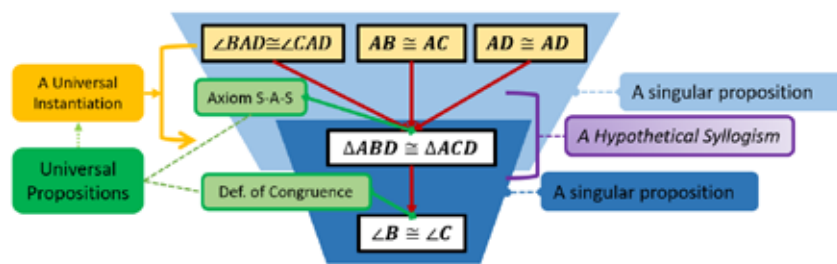 ∠BAD≅∠CAD
AB ≅ AC
AD ≅ AD
A Universal
Instantiation
Axiom S-A-S
A singular proposition
A Hypothetical Syllogism
ΔABD ≅ ΔACD
Universal
Propositions
Def. of Congruence
A singular proposition
∠B ≅ ∠C